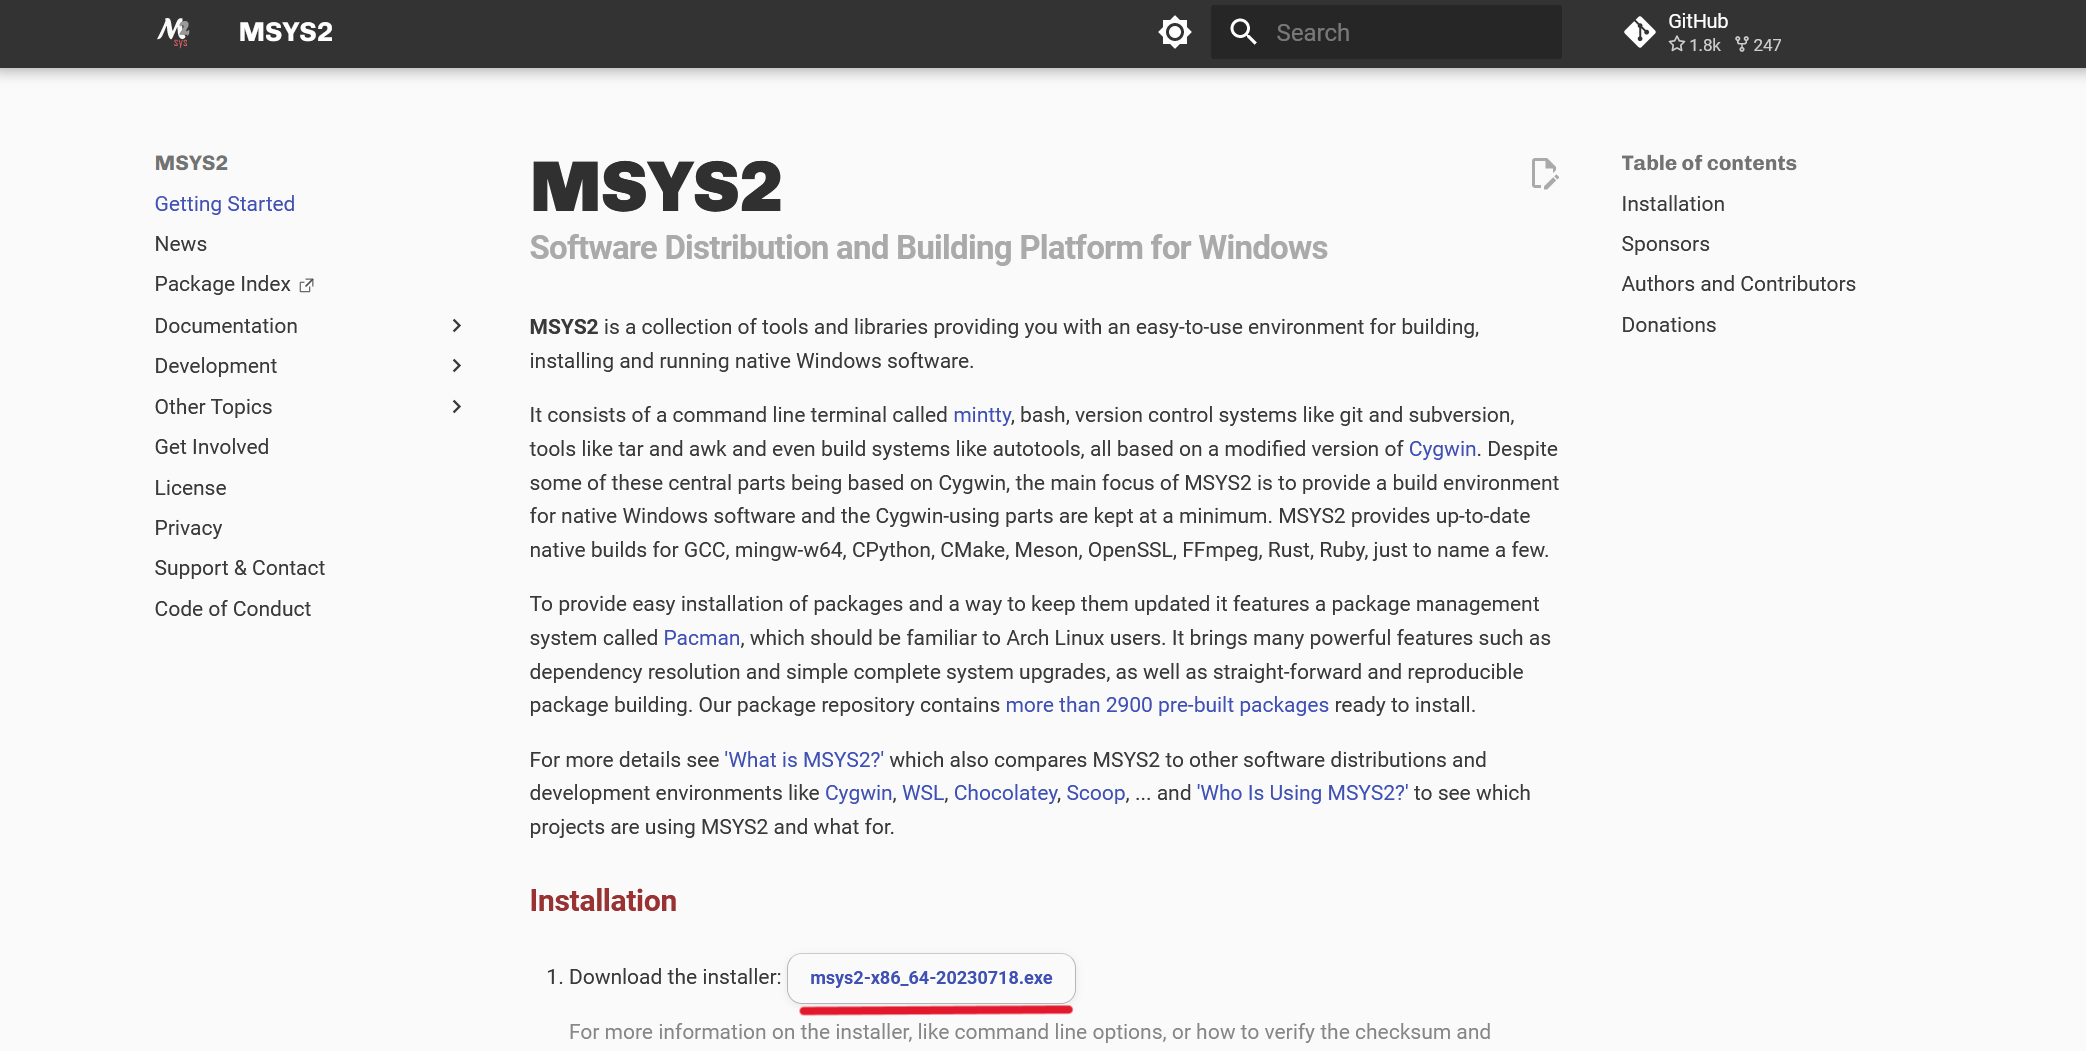 MSYS2
Search
GitHub
1.8k 247
MSYS2
Getting Started
News
Package Index
Documentation
Development
Other Topics
Get Involved
License
Privacy
Support & Contact
Code of Conduct
MSYS2
Software Distribution and Building Platform for Windows
MSYS2 is a collection of tools and libraries providing you with an easy-to-use environment for building,
installing and running native Windows software.
It consists of a command line terminal called mintty, bash, version control systems like git and subversion,
tools like tar and awk and even build systems like autotools, all based on a modified version of Cygwin. Despite
some of these central parts being based on Cygwin, the main focus of MSYS2 is to provide a build environment
for native Windows software and the Cygwin-using parts are kept at a minimum. MSYS2 provides up-to-date
native builds for GCC, mingw-w64, CPython, CMake, Meson, OpenSSL, FFmpeg, Rust, Ruby, just to name a few.
To provide easy installation of packages and a way to keep them updated it features a package management
system called Pacman, which should be familiar to Arch Linux users. It brings many powerful features such as
dependency resolution and simple complete system upgrades, as well as straight-forward and reproducible
package building. Our package repository contains more than 2900 pre-built packages ready to install.
For more details see 'What is MSYS2?' which also compares MSYS2 to other software distributions and
development environments like Cygwin, WSL, Chocolatey, Scoop, ... and 'Who Is Using MSYS2?' to see which
projects are using MSYS2 and what for.
Installation
1. Download the installer: msys2-x86_64-20230718.exe
For more information on the installer, like command line options, or how to verify the checksum and
Table of contents
Installation
Sponsors
Authors and Contributors
Donations